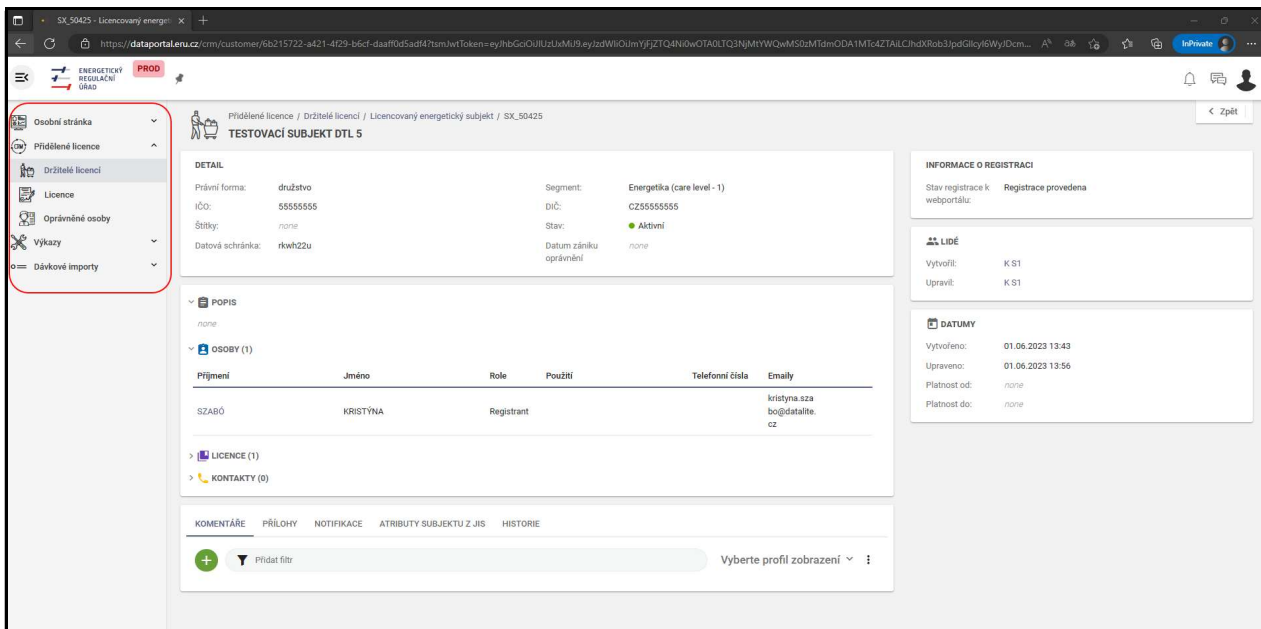 SX_50425 - Licencovaný energeti
https://dataportal.eru.cz/crm/customer/6b215722-a421-4f29-b6cf-daaff0d5adf4?
InPrivate
ENERGETICKÝ
REGULAČNÍ
ÚŘAD
PROD
Osobní stránka
Přidělené licence
Držitelé licencí
Licence
Oprávněné osoby
Výkazy
Dávkové importy
Přidělené licence / Držitelé licencí / Licencovaný energetický subjekt / SX_50425
TESTOVACÍ SUBJEKT DTL 5
Zpět
DETAIL
Právní forma: družstvo
IČO: 55555555
Štítky: none
Datová schránka: rkwh22u
Segment: Energetika (care level - 1)
DIČ: CZ55555555
Stav: Aktivní
Datum zániku
oprávnění
none
POPIS
none
OSOBY (1)
Příjmení Jméno Role Použití Telefonní čísla Emaily
SZABÓ KRISTÝNA Registrant
kristyna.sza
bo@datalite.
cz
LICENCE (1)
KONTAKTY (0)
KOMENTÁŘE PŘÍLOHY NOTIFIKACE ATRIBUTY SUBJEKTU Z JIS HISTORIE
Přidat filtr
Vyberte profil zobrazení
INFORMACE O REGISTRACI
Stav registrace k
webportálu:
Registrace provedena
LIDÉ
Vytvořil: K S1
Upravil: K S1
DATUMY
Vytvořeno: 01.06.2023 13:43
Upraveno: 01.06.2023 13:56
Platnost od: none
Platnost do: none